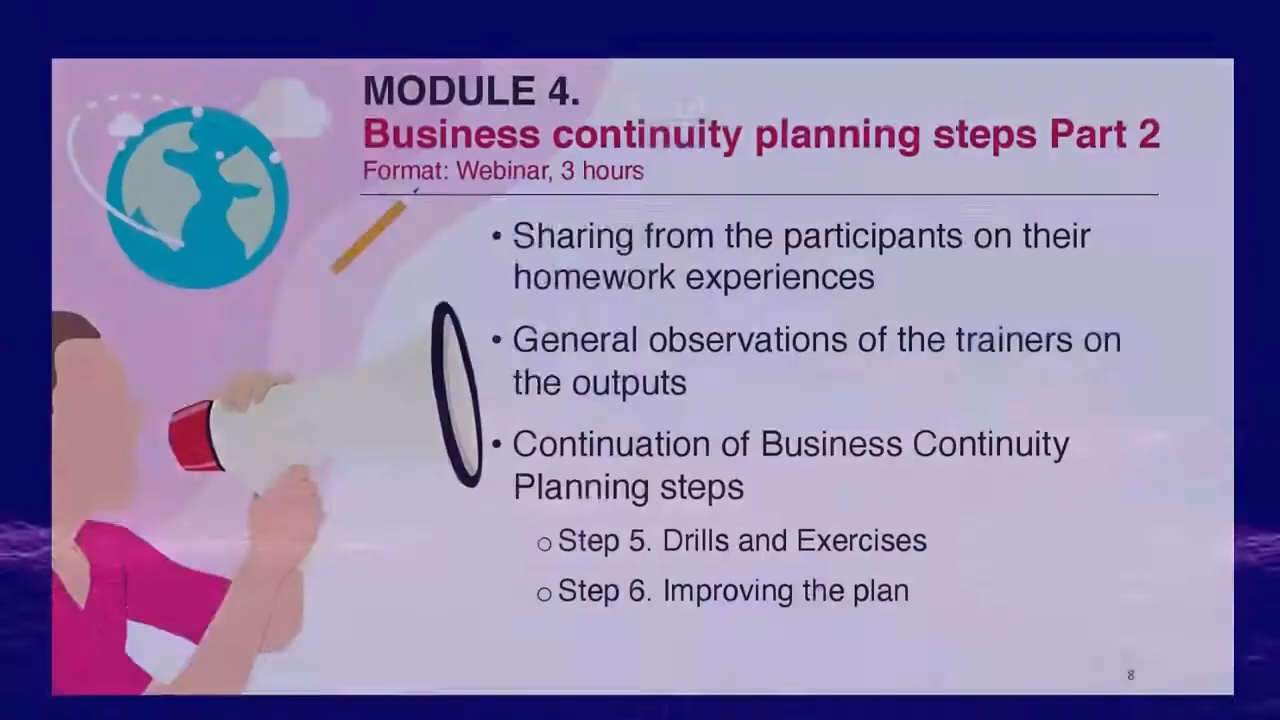 MODULE 4.
Business continuity planning steps Part 2
Format: Webinar, 3 hours
• Sharing from the participants on their
homework experiences
• General observations of the trainers on
the outputs
• Continuation of Business Continuity
Planning steps
o Step 5. Drills and Exercises
o Step 6. Improving the plan
8